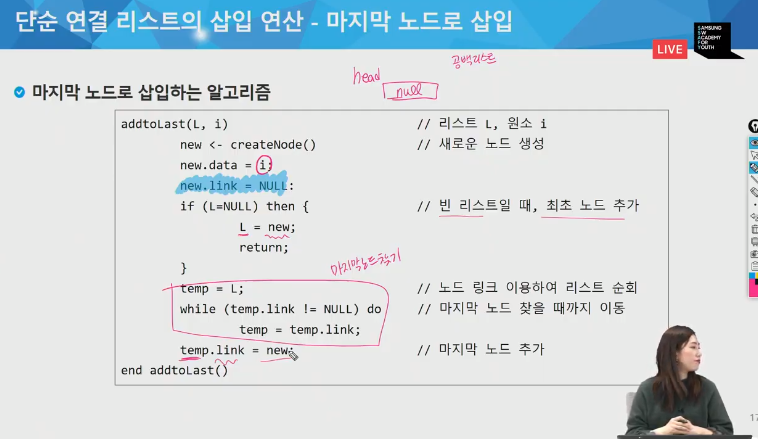 단순 연결 리스트의 삽입 연산 - 마지막 노드로 삽입
LIVE
SAMSUNG
SW
ACADEMY
FOR
YOUTH
공백리스트
head
null
마지막 노드로 삽입하는 알고리즘
addtoLast(L, i) // 리스트 L, 원소 i
new <- createNode() // 새로운 노드 생성
new.data = i;
new.link = NULL:
if (L=NULL) then { // 빈 리스트일 때, 최초 노드 추가
L = new;
return;
}
마지막노드찾기
temp = L; // 노드 링크 이용하여 리스트 순회
while (temp.link != NULL) do // 마지막 노드 찾을 때까지 이동
temp = temp.link;
temp.link = new; // 마지막 노드 추가
end addtoLast()
17